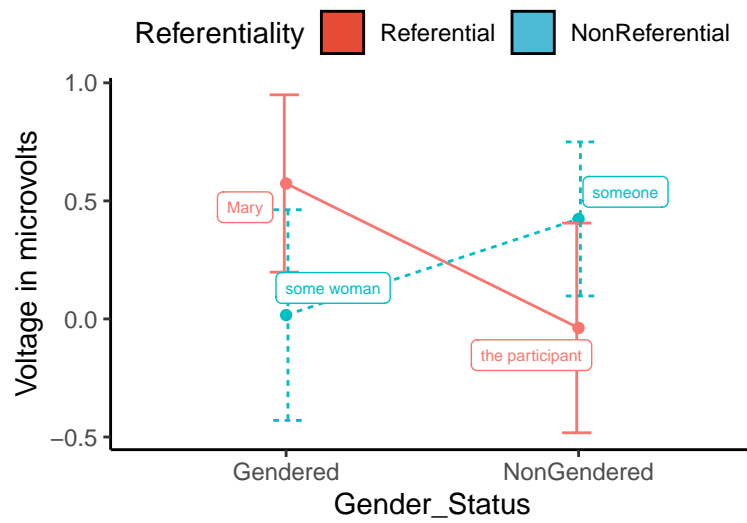 Referentiality Referential NonReferential
Voltage in microvolts
1.0
0.5
0.0
−0.5
Mary
someone
some woman
the participant
Gendered NonGendered
Gender_Status